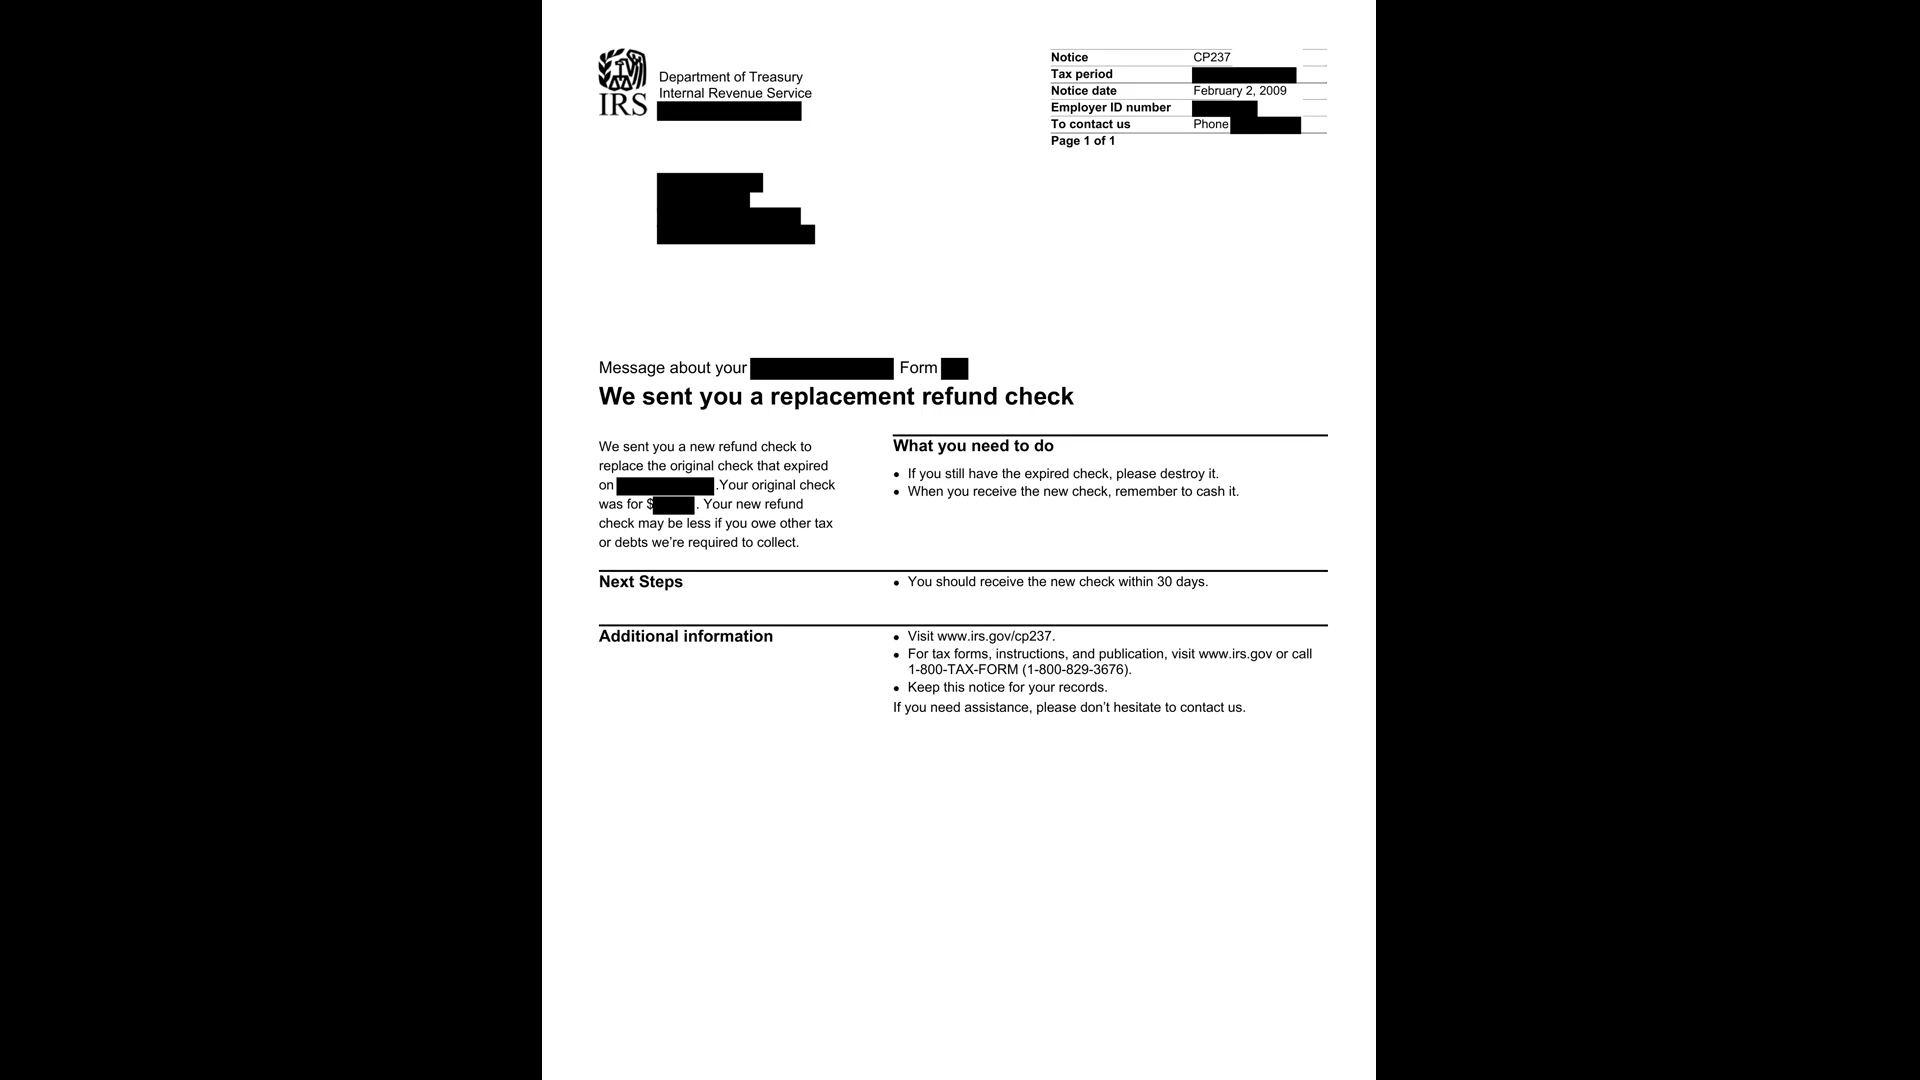 IRS
Department of Treasury
Internal Revenue Service
Notice CP237
Tax period
Notice date February 2, 2009
Employer ID number
To contact us Phone
Page 1 of 1
Message about your Form
We sent you a replacement refund check
We sent you a new refund check to
replace the original check that expired
on .Your original check
was for $ . Your new refund
check may be less if you owe other tax
or debts we’re required to collect.
What you need to do
• If you still have the expired check, please destroy it.
• When you receive the new check, remember to cash it.
Next Steps
• You should receive the new check within 30 days.
Additional information
• Visit www.irs.gov/cp237.
• For tax forms, instructions, and publication, visit www.irs.gov or call
1-800-TAX-FORM (1-800-829-3676).
• Keep this notice for your records.
If you need assistance, please don’t hesitate to contact us.